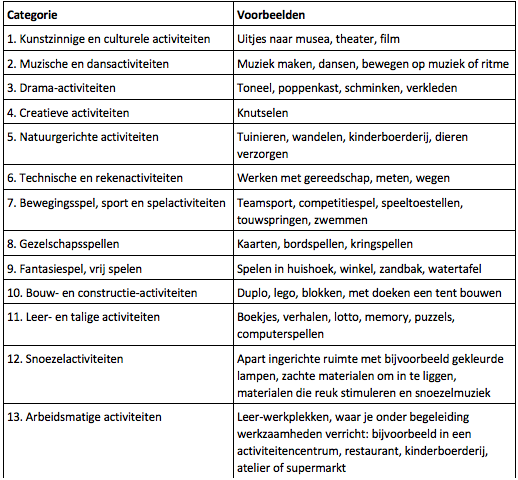 Categorie Voorbeelden
1. Kunstzinnige en culturele activiteiten Uitjes naar musea, theater, film
2. Muzische en dansactiviteiten Muziek maken, dansen, bewegen op muziek of ritme
3. Drama-activiteiten Toneel, poppenkast, schminken, verkleden
4. Creatieve activiteiten Knutselen
5. Natuurgerichte activiteiten Tuinieren, wandelen, kinderboerderij, dieren
verzorgen
6. Technische en rekenactiviteiten Werken met gereedschap, meten, wegen
7. Bewegingsspel, sport en spelactiviteiten Teamsport, competitiespel, speeltoestellen,
touwspringen, zwemmen
8. Gezelschapsspellen Kaarten, bordspellen, kringspellen
9. Fantasiespel, vrij spelen Spelen in huishoek, winkel, zandbak, watertafel
10. Bouw- en constructie-activiteiten Duplo, lego, blokken, met doeken een tent bouwen
11. Leer- en talige activiteiten Boekjes, verhalen, lotto, memory, puzzels,
computerspellen
12. Snoezelactiviteiten Apart ingerichte ruimte met bijvoorbeeld gekleurde
lampen, zachte materialen om in te liggen,
materialen die reuk stimuleren en snoezelmuziek
13. Arbeidsmatige activiteiten Leer-werkplekken, waar je onder begeleiding
werkzaamheden verricht: bijvoorbeeld in een
activiteitencentrum, restaurant, kinderboerderij,
atelier of supermarkt